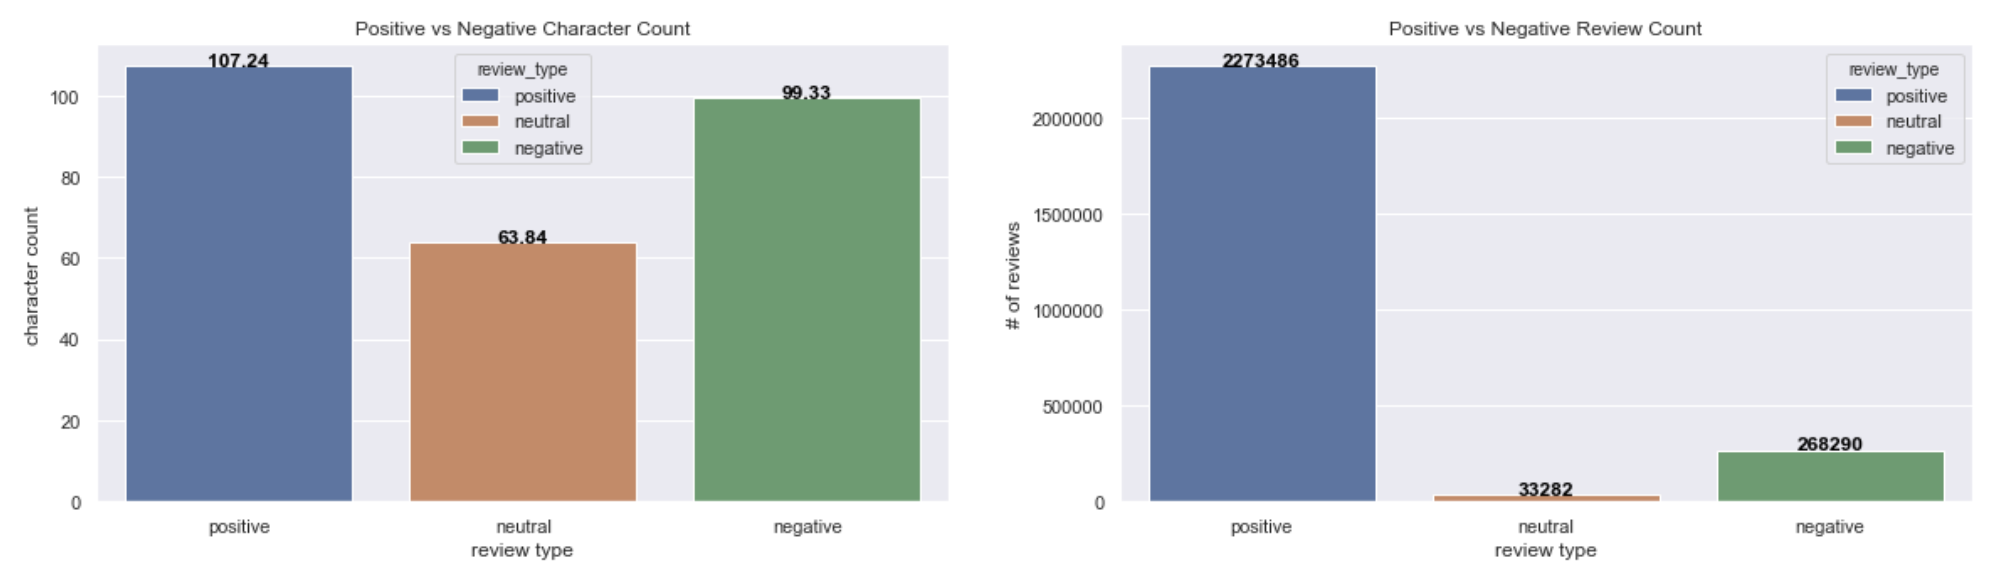 Positive vs Negative Character Count
107.24
63.84
99.33
review_type
positive
neutral
negative
100
80
60
40
20
0
character count
positive
neutral
negative
review type
Positive vs Negative Review Count
2273486
33282
268290
review_type
positive
neutral
negative
2000000
1500000
1000000
500000
0
# of reviews
positive
neutral
negative
review type